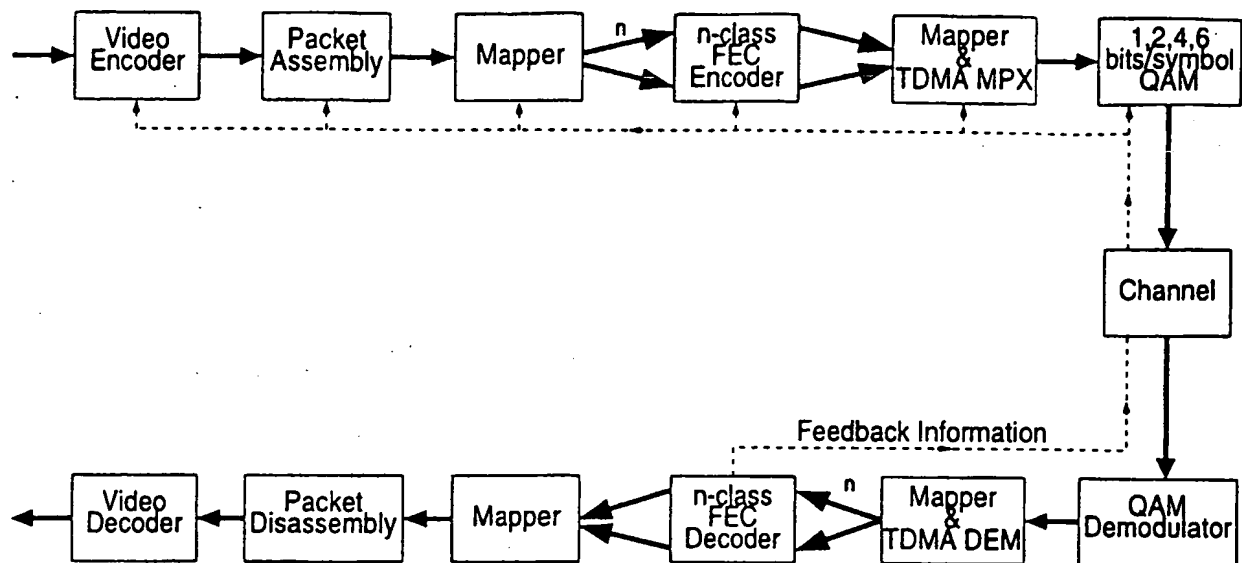 Video
Encoder
Packet
Assembly
Mapper
n
n-class
FEC
Encoder
Mapper
&
TDMA MPX
1,2,4,6
bits/symbol
QAM
Channel
Feedback Information
Video
Decoder
Packet
Disassembly
Mapper
n-class
FEC
Decoder
n
Mapper
&
TDMA DEM
QAM
Demodulator